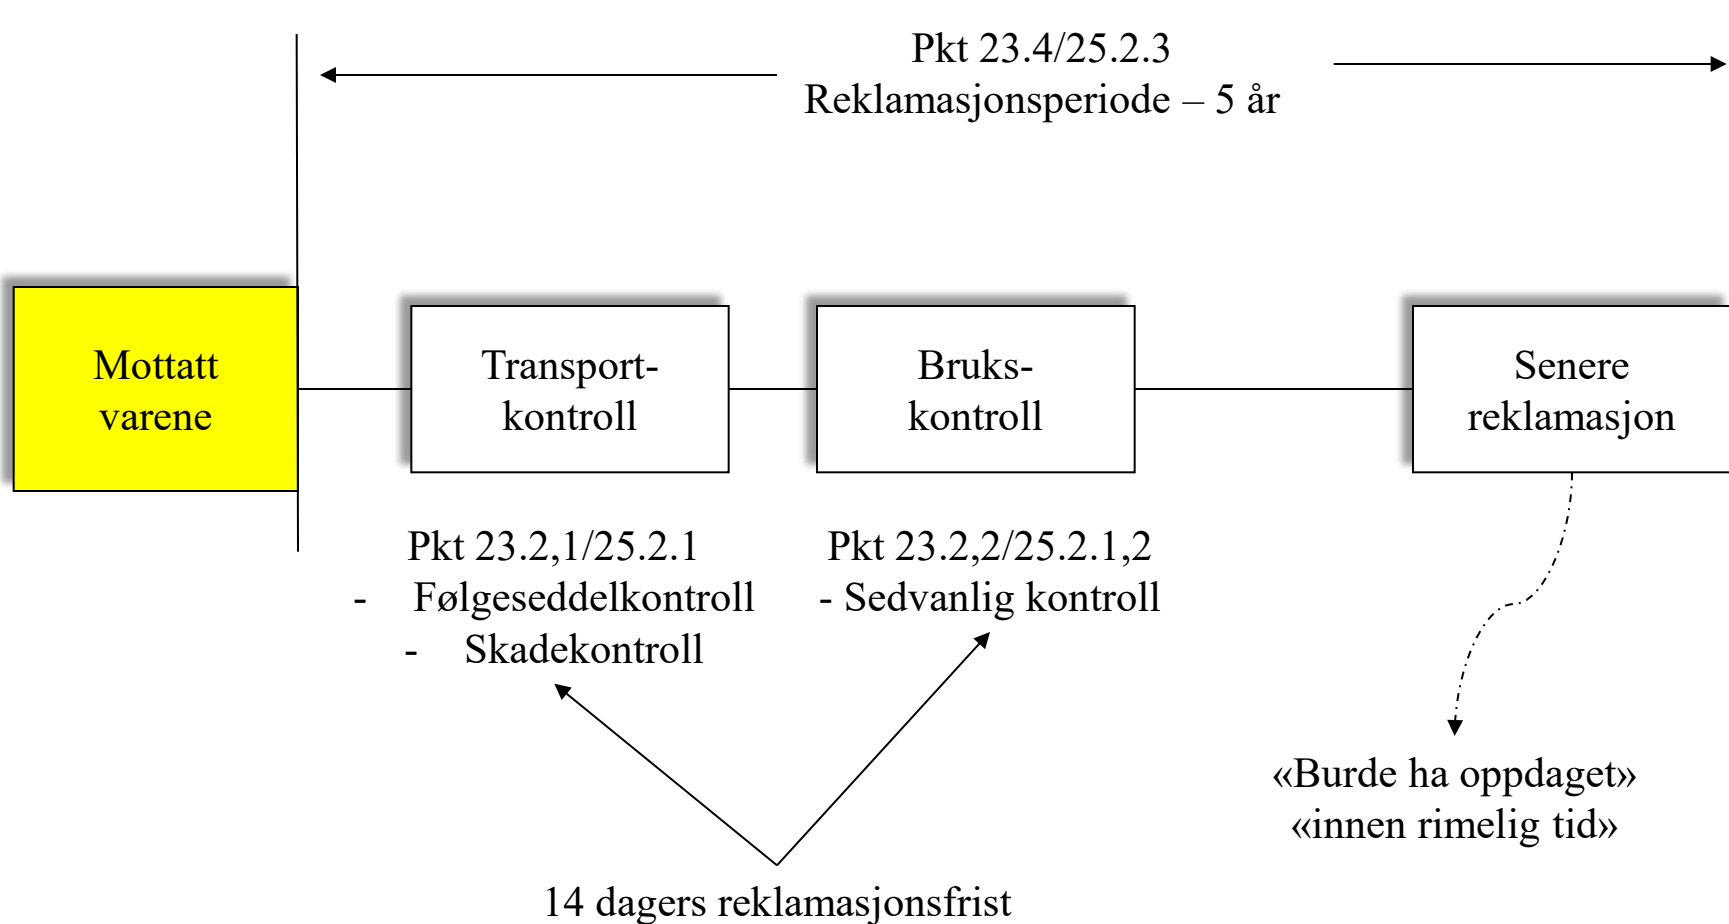 Pkt 23.4/25.2.3
Reklamasjonsperiode – 5 år
Mottatt
varene
Transport-
kontroll
Bruks-
kontroll
Senere
reklamasjon
Pkt 23.2,1/25.2.1
- Følgeseddelkontroll
- Skadekontroll
Pkt 23.2,2/25.2.1,2
- Sedvanlig kontroll
«Burde ha oppdaget»
«innen rimelig tid»
14 dagers reklamasjonsfrist